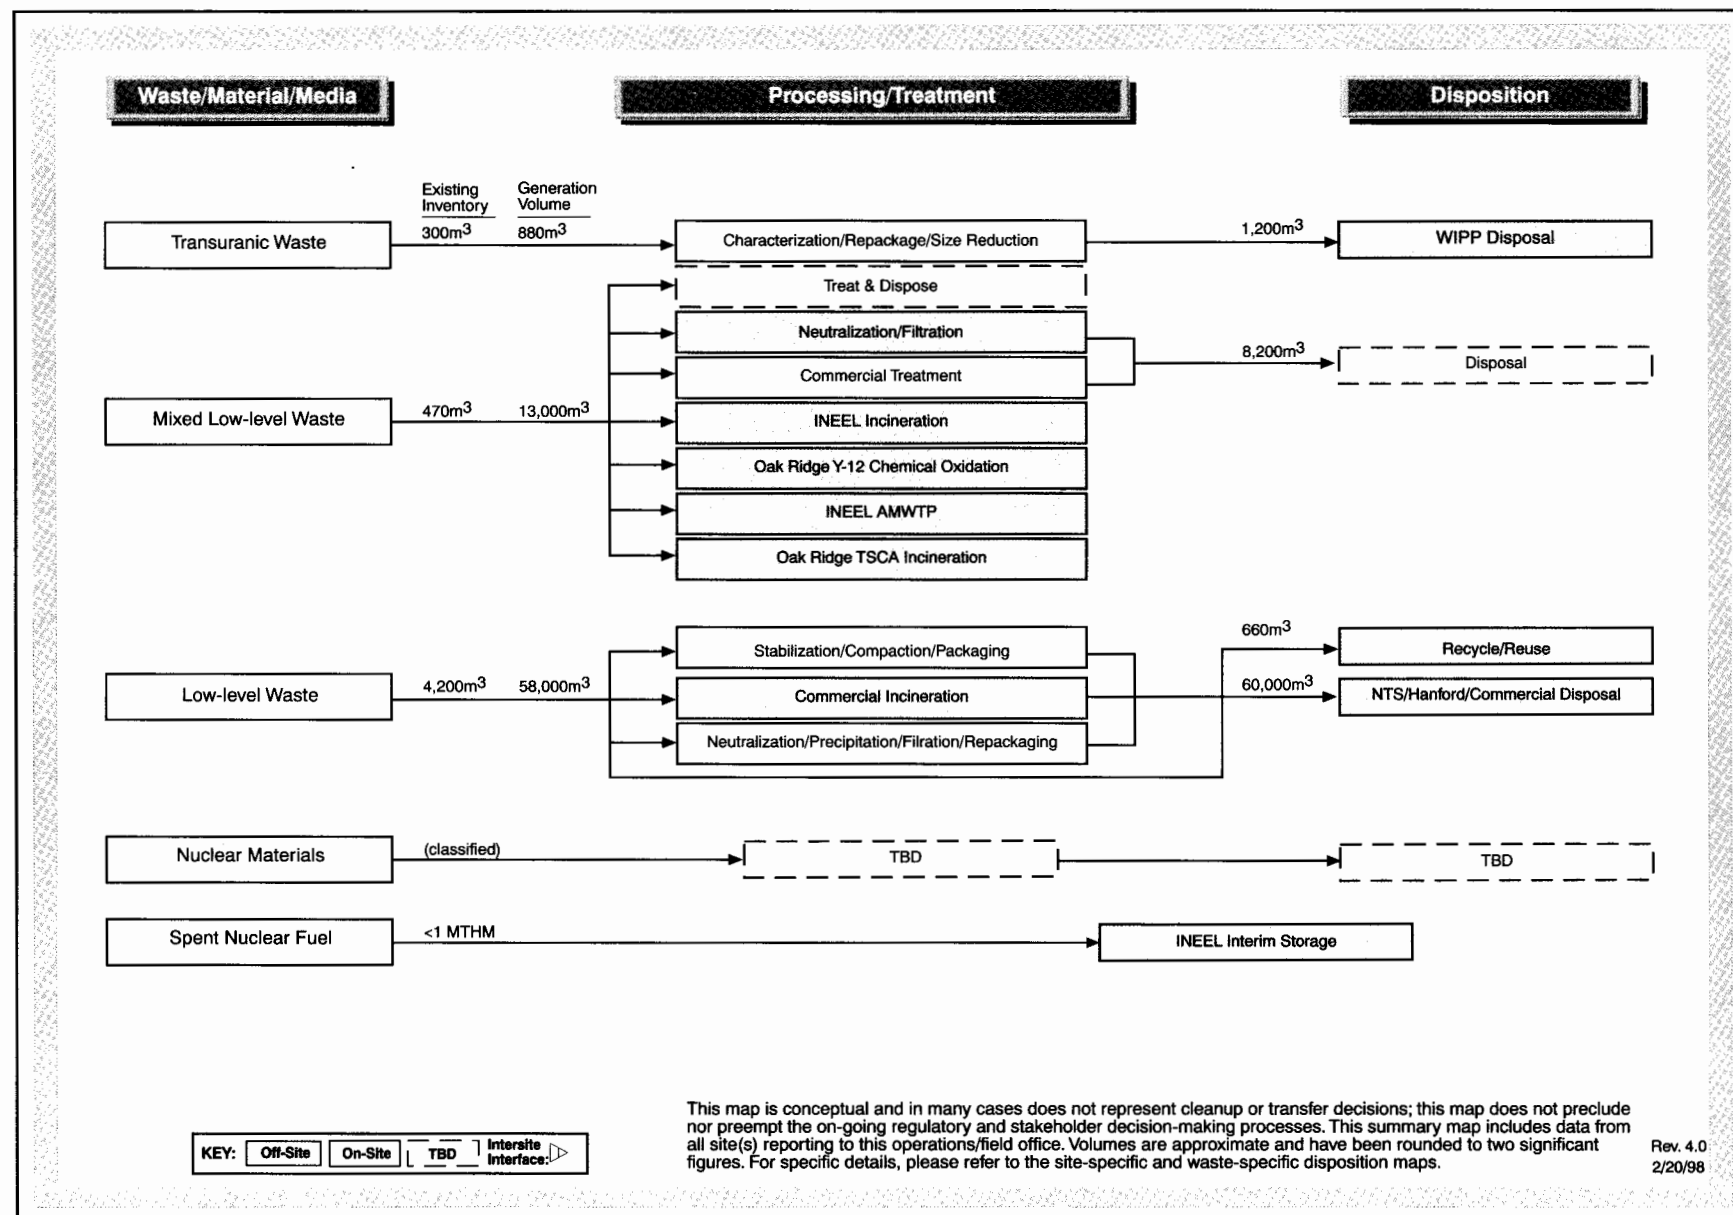 Waste/Material/Media
Processing/Treatment
Disposition
Existing Inventory
Generation Volume
Transuranic Waste
300m3
880m3
Characterization/Repackage/Size Reduction
1,200m3
WIPP Disposal
Treat & Dispose
Neutralization/Filtration
8,200m3
Disposal
Commercial Treatment
Mixed Low-level Waste
470m3
13,000m3
INEEL Incineration
Oak Ridge Y-12 Chemical Oxidation
INEEL AMWTP
Oak Ridge TSCA Incineration
Stabilization/Compaction/Packaging
660m3
Recycle/Reuse
Low-level Waste
4,200m3
58,000m3
Commercial Incineration
60,000m3
NTS/Hanford/Commercial Disposal
Neutralization/Precipitation/Filration/Repackaging
Nuclear Materials
(classified)
TBD
TBD
Spent Nuclear Fuel
<1 MTHM
INEEL Interim Storage
KEY:
Off-Site
On-Site
TBD
Intersite
Interface:
This map is conceptual and in many cases does not represent cleanup or transfer decisions; this map does not preclude
nor preempt the on-going regulatory and stakeholder decision-making processes. This summary map includes data from
all site(s) reporting to this operations/field office. Volumes are approximate and have been rounded to two significant
figures. For specific details, please refer to the site-specific and waste-specific disposition maps.
Rev. 4.0
2/20/98